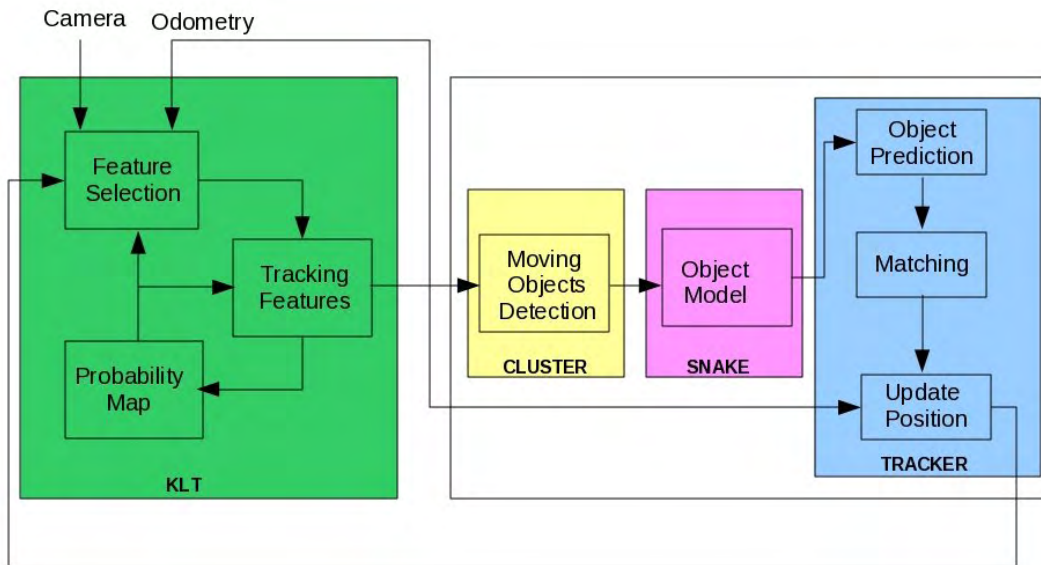 Camera
Odometry
Feature
Selection
Tracking
Features
Probability
Map
KLT
Moving
Objects
Detection
CLUSTER
Object
Model
SNAKE
Object
Prediction
Matching
Update
Position
TRACKER